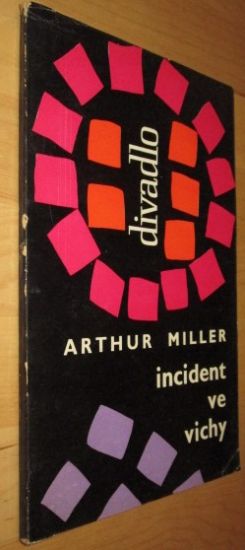 divadlo
ARTHUR MILLER
incident
ve
vichy